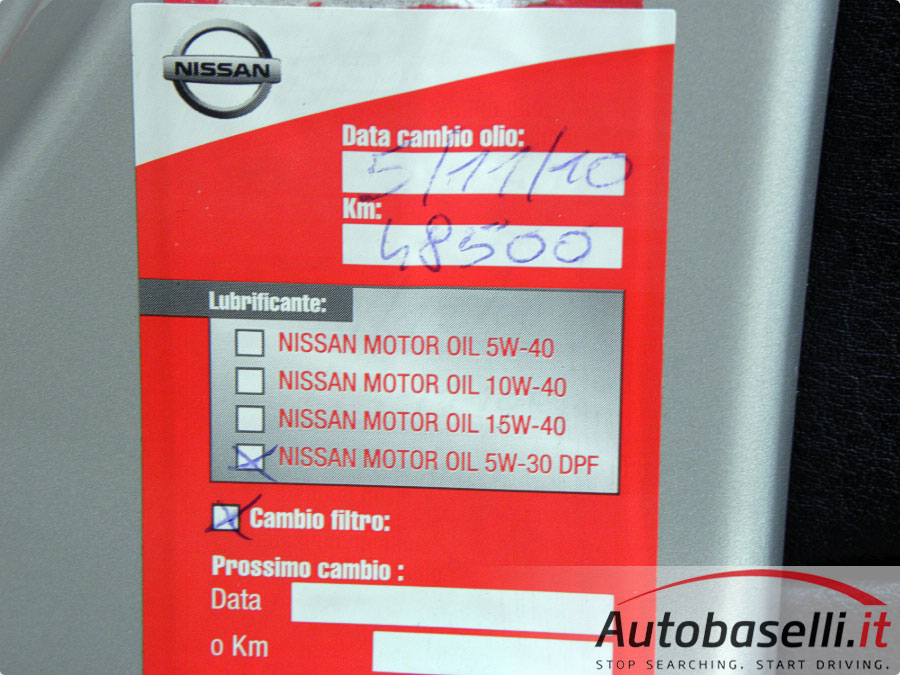 NISSAN
Data cambio olio:
5/11/10
Km:
48500
Lubrificante:
NISSAN MOTOR OIL 5W-40
NISSAN MOTOR OIL 10W-40
NISSAN MOTOR OIL 15W-40
NISSAN MOTOR OIL 5W-30 DPF
Cambio filtro:
Prossimo cambio :
Data
o Km
Autobaselli.it
STOP SEARCHING. START DRIVING.